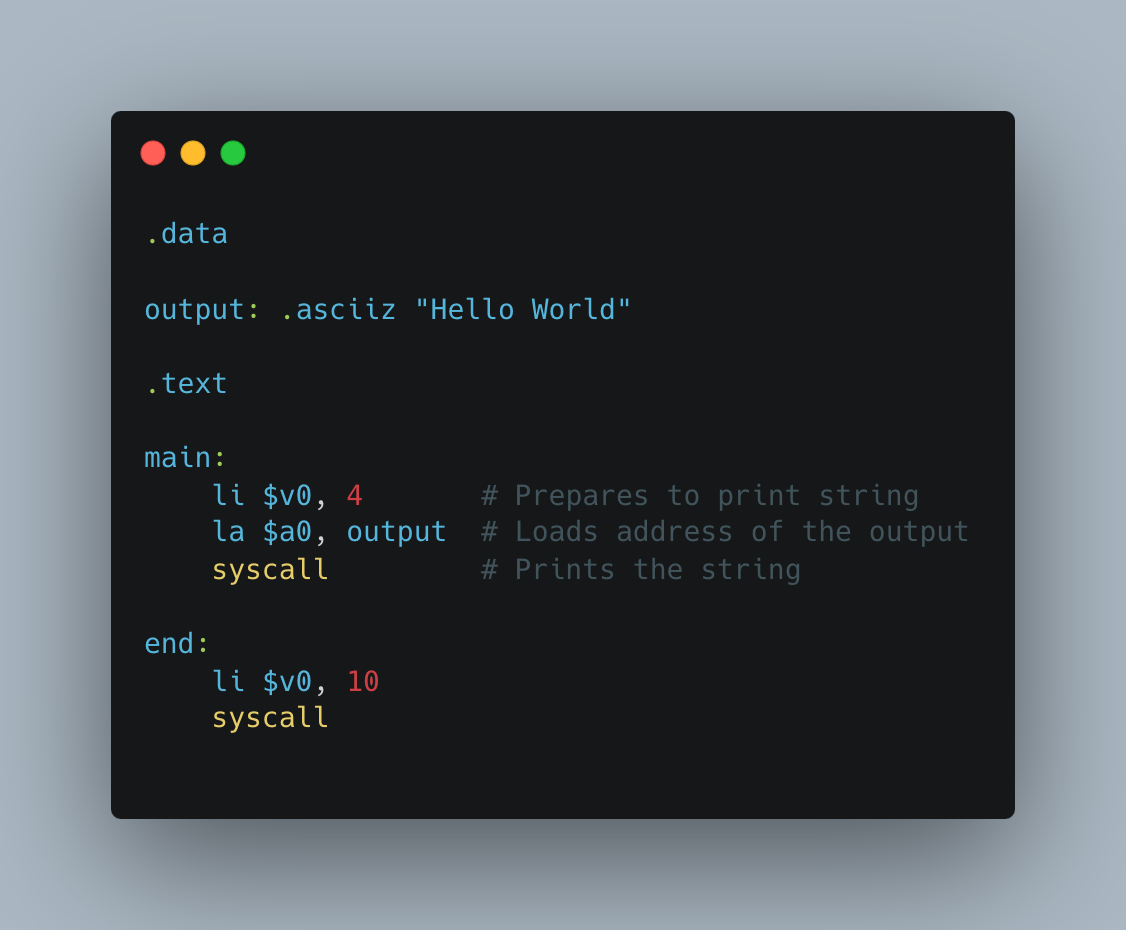 .data
output: .asciiz "Hello World"
.text
main:
    li $v0, 4       # Prepares to print string
    la $a0, output  # Loads address of the output
    syscall         # Prints the string
end:
    li $v0, 10
    syscall